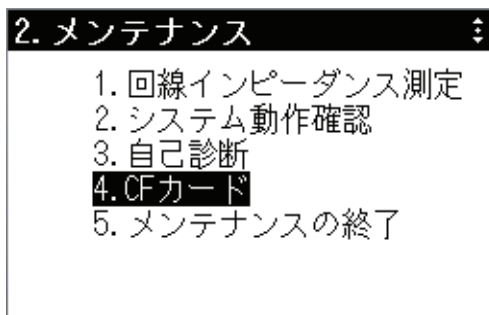 2.メンテナンス
1.回線インピーダンス測定
2.システム動作確認
3.自己診断
4.CFカード
5.メンテナンスの終了